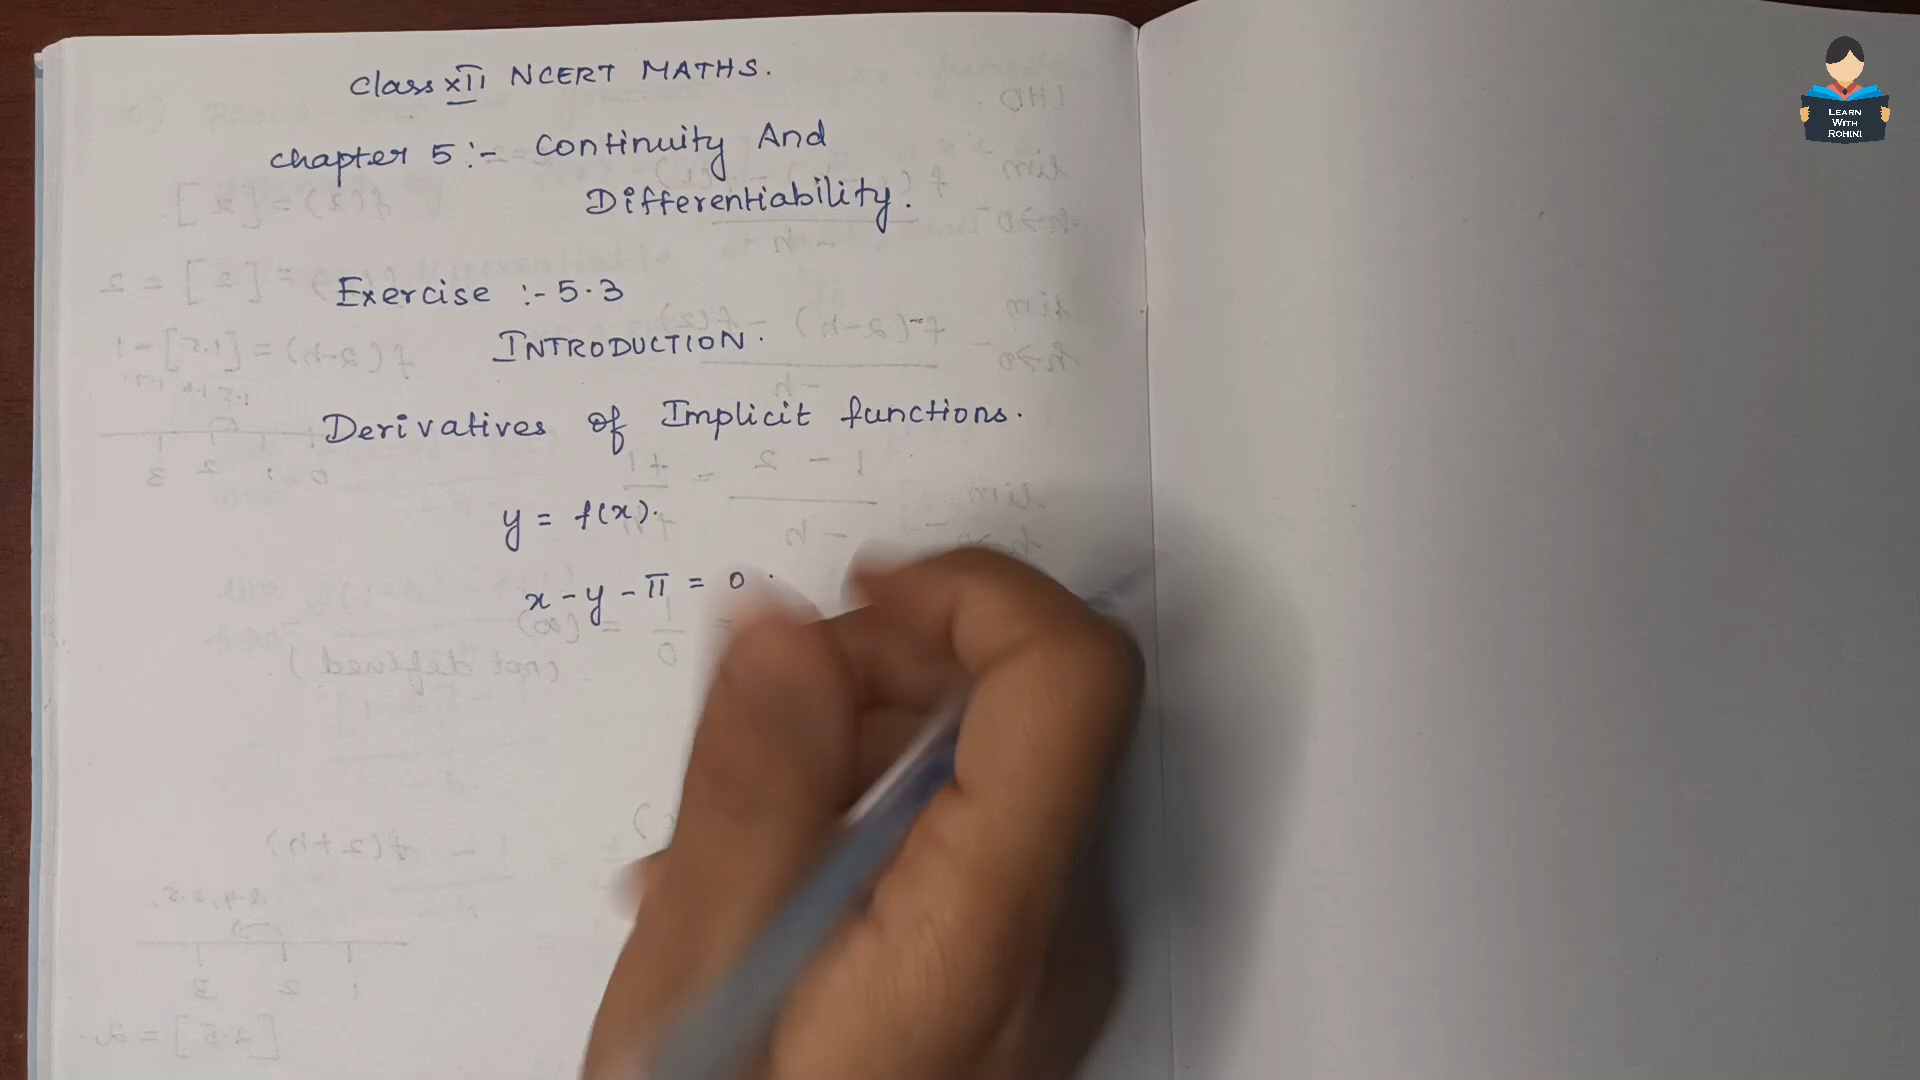 Class XII NCERT MATHS.
Chapter 5 :- Continuity And
Differentiability.
Exercise :- 5.3
INTRODUCTION.
Derivatives of Implicit functions.
y = f(x).
x - y - π = 0.
LEARN
WITH
ROHINI